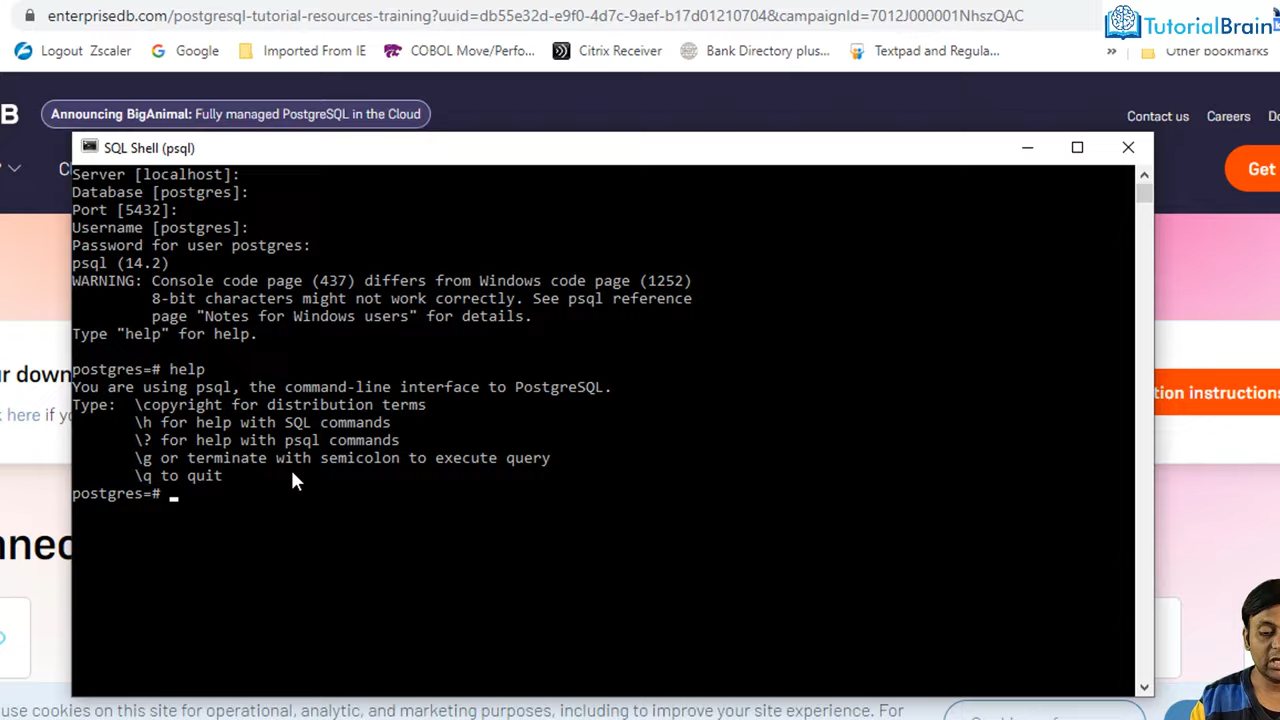 enterprisedb.com/postgresql-tutorial-resources-training?uuid=db55e32d-e9f0-4d7c-9aef-b17d01210704&campaignId=7012J000001NhszQAC
TutorialBrain
Logout Zscaler
Google
Imported From IE
COBOL Move/Perfo...
Citrix Receiver
Bank Directory plus...
Textpad and Regula...
»
Other bookmarks
B
Announcing BigAnimal: Fully managed PostgreSQL in the Cloud
Contact us
Careers
Get
SQL Shell (psql)
Server [localhost]:
Database [postgres]:
Port [5432]:
Username [postgres]:
Password for user postgres:
psql (14.2)
WARNING: Console code page (437) differs from Windows code page (1252)
8-bit characters might not work correctly. See psql reference
page "Notes for Windows users" for details.
Type "help" for help.
postgres=# help
You are using psql, the command-line interface to PostgreSQL.
Type: \copyright for distribution terms
\h for help with SQL commands
\? for help with psql commands
\g or terminate with semicolon to execute query
\q to quit
postgres=#
ur down
here if
tion instructions
nnec
use cookies on this site for operational, analytic, and marketing purposes, including to improve your site experience. For